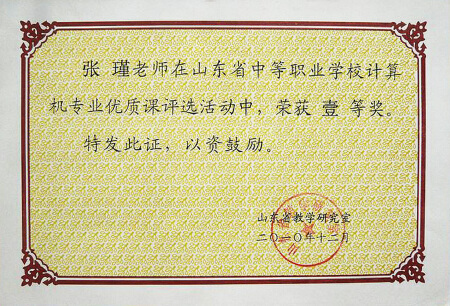 张 瑾老师在山东省中等职业学校计算
机专业优质课评选活动中，荣获 壹 等奖。
特发此证，以资鼓励。
山东省教学研究室
二〇一〇年十二月